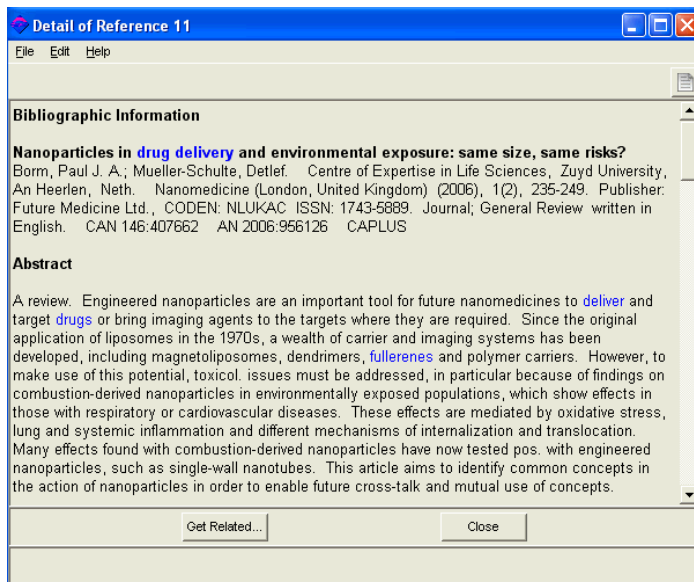 Detail of Reference 11
File Edit Help
Bibliographic Information
Nanoparticles in drug delivery and environmental exposure: same size, same risks?
Borm, Paul J. A.; Mueller-Schulte, Detlef. Centre of Expertise in Life Sciences, Zuyd University,
An Heerlen, Neth. Nanomedicine (London, United Kingdom) (2006), 1(2), 235-249. Publisher:
Future Medicine Ltd., CODEN: NLUKAC ISSN: 1743-5889. Journal; General Review written in
English. CAN 146:407662 AN 2006:956126 CAPLUS
Abstract
A review. Engineered nanoparticles are an important tool for future nanomedicines to deliver and
target drugs or bring imaging agents to the targets where they are required. Since the original
application of liposomes in the 1970s, a wealth of carrier and imaging systems has been
developed, including magnetoliposomes, dendrimers, fullerenes and polymer carriers. However, to
make use of this potential, toxicol. issues must be addressed, in particular because of findings on
combustion-derived nanoparticles in environmentally exposed populations, which show effects in
those with respiratory or cardiovascular diseases. These effects are mediated by oxidative stress,
lung and systemic inflammation and different mechanisms of internalization and translocation.
Many effects found with combustion-derived nanoparticles have now tested pos. with engineered
nanoparticles, such as single-wall nanotubes. This article aims to identify common concepts in
the action of nanoparticles in order to enable future cross-talk and mutual use of concepts.
Get Related... Close